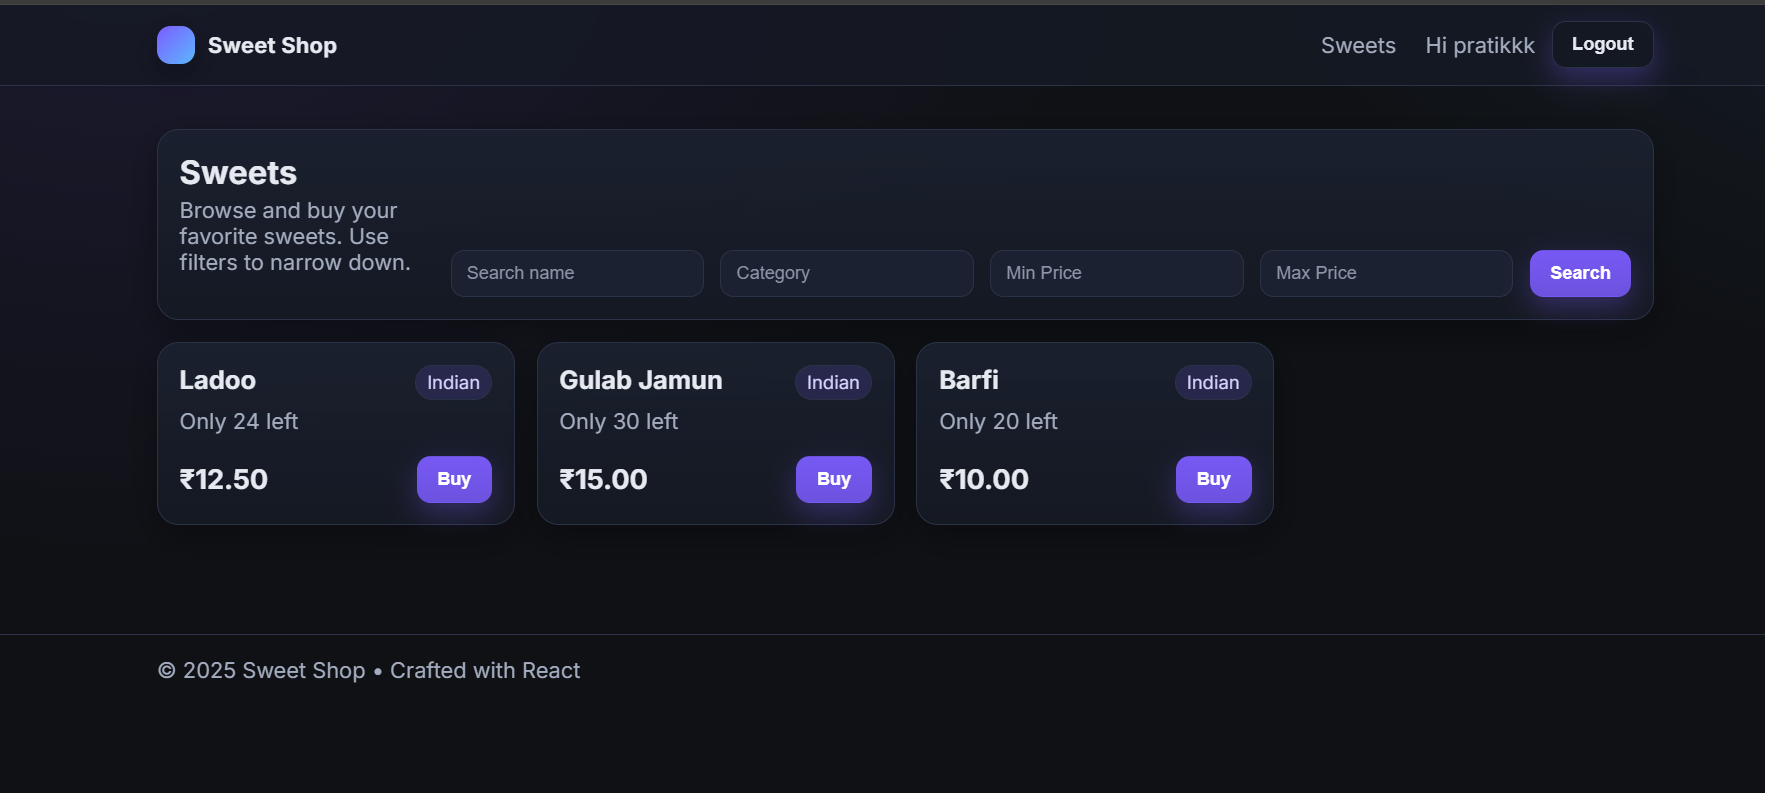 Sweet Shop
Sweets
Hi pratikkk
Logout
Sweets
Browse and buy your
favorite sweets. Use
filters to narrow down.
Search name
Category
Min Price
Max Price
Search
Ladoo
Indian
Only 24 left
₹12.50
Buy
Gulab Jamun
Indian
Only 30 left
₹15.00
Buy
Barfi
Indian
Only 20 left
₹10.00
Buy
© 2025 Sweet Shop • Crafted with React